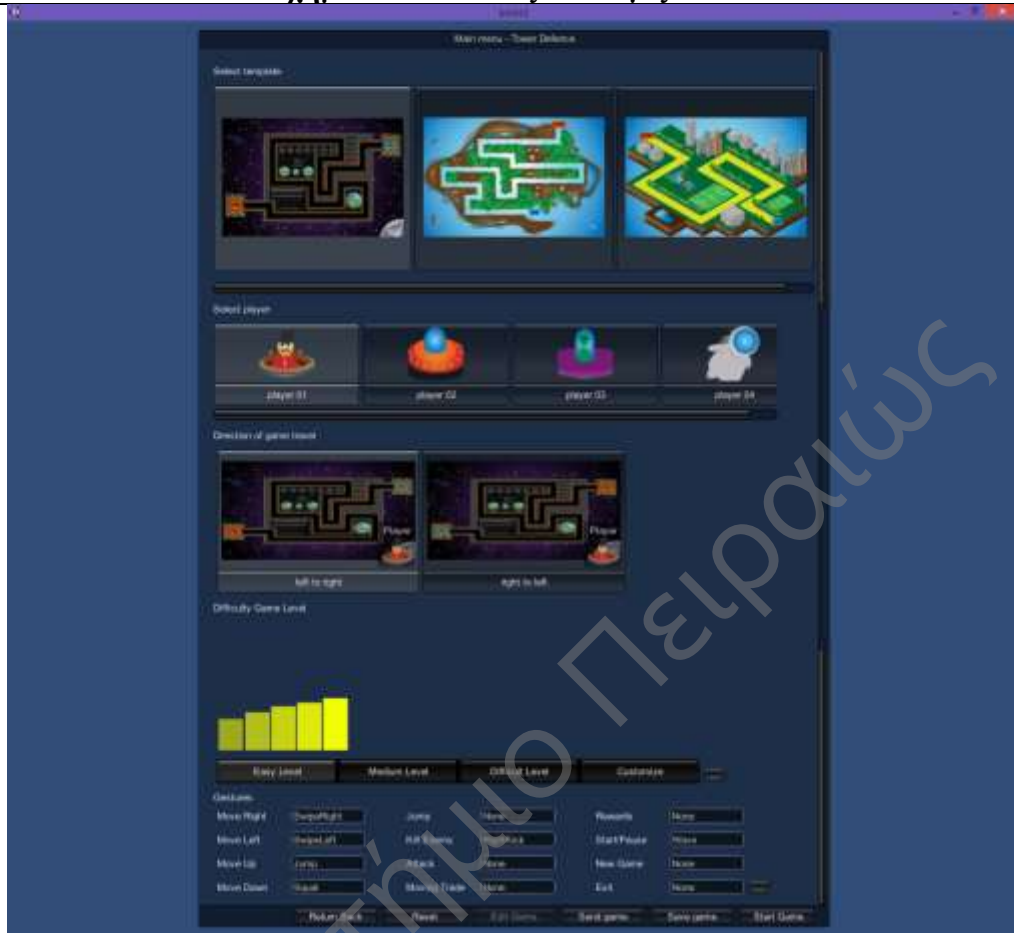 Main menu - Tower Defence
Select template
Select player
player 01 player 02 player 03 player 04
Direction of game travel
Player Player
left to right right to left
Difficulty Game Level
Easy Level Medium Level Difficult Level Customize
Gestures
Move Right SwipeRight Jump None Rewards None
Move Left SwipeLeft Kill Enemy Start/Pause None
Move Up Jump Attack None New Game None
Move Down Squat Moving Trade None Exit None
Return Back Reset Edit Game Send game Save game Start Game
Πειραιώς